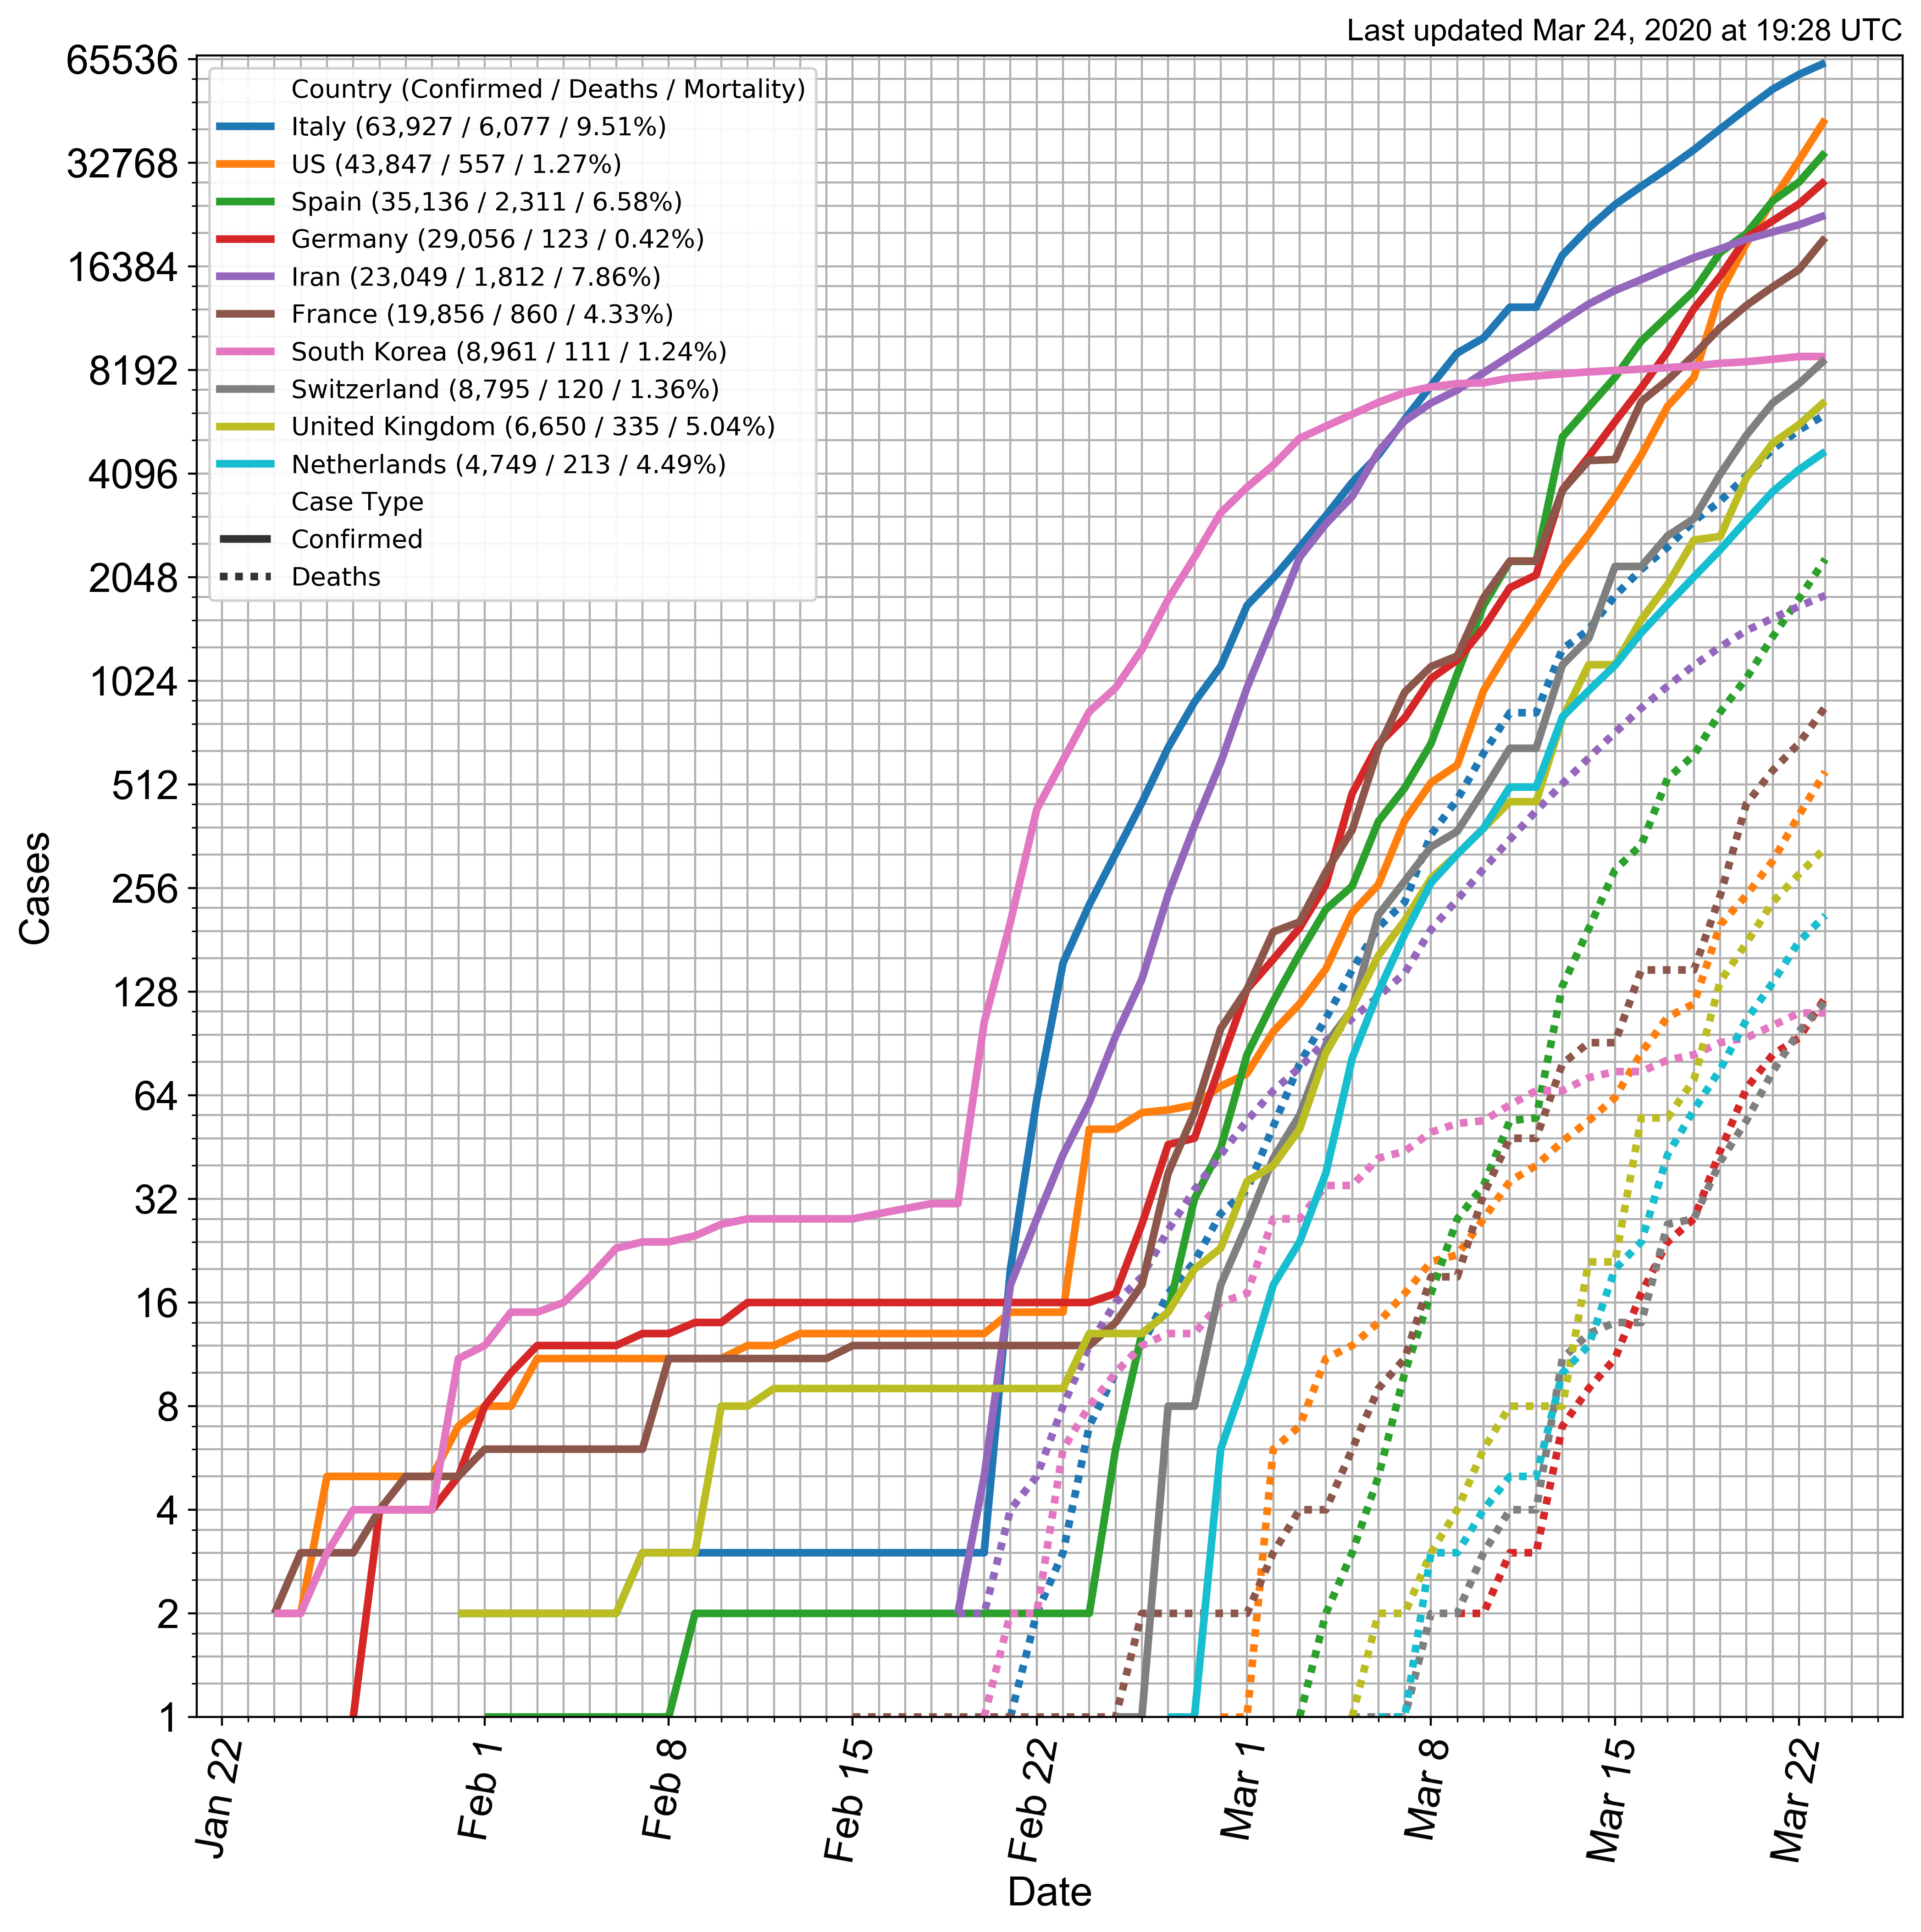 Last updated Mar 24, 2020 at 19:28 UTC
65536
32768
16384
8192
4096
2048
1024
512
256
128
64
32
16
8
4
2
1
Cases
Country (Confirmed / Deaths / Mortality)
Italy (63,927 / 6,077 / 9.51%)
US (43,847 / 557 / 1.27%)
Spain (35,136 / 2,311 / 6.58%)
Germany (29,056 / 123 / 0.42%)
Iran (23,049 / 1,812 / 7.86%)
France (19,856 / 860 / 4.33%)
South Korea (8,961 / 111 / 1.24%)
Switzerland (8,795 / 120 / 1.36%)
United Kingdom (6,650 / 335 / 5.04%)
Netherlands (4,749 / 213 / 4.49%)
Case Type
Confirmed
Deaths
Jan 22
Feb 1
Feb 8
Feb 15
Feb 22
Mar 1
Mar 8
Mar 15
Mar 22
Date